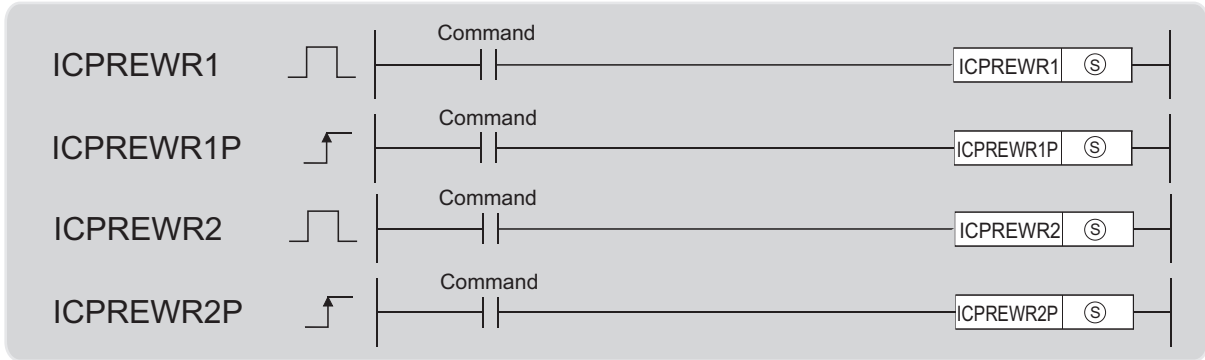 Command
ICPREWR1 ICPREWR1 Ⓢ
Command
ICPREWR1P ICPREWR1P Ⓢ
Command
ICPREWR2 ICPREWR2 Ⓢ
Command
ICPREWR2P ICPREWR2P Ⓢ